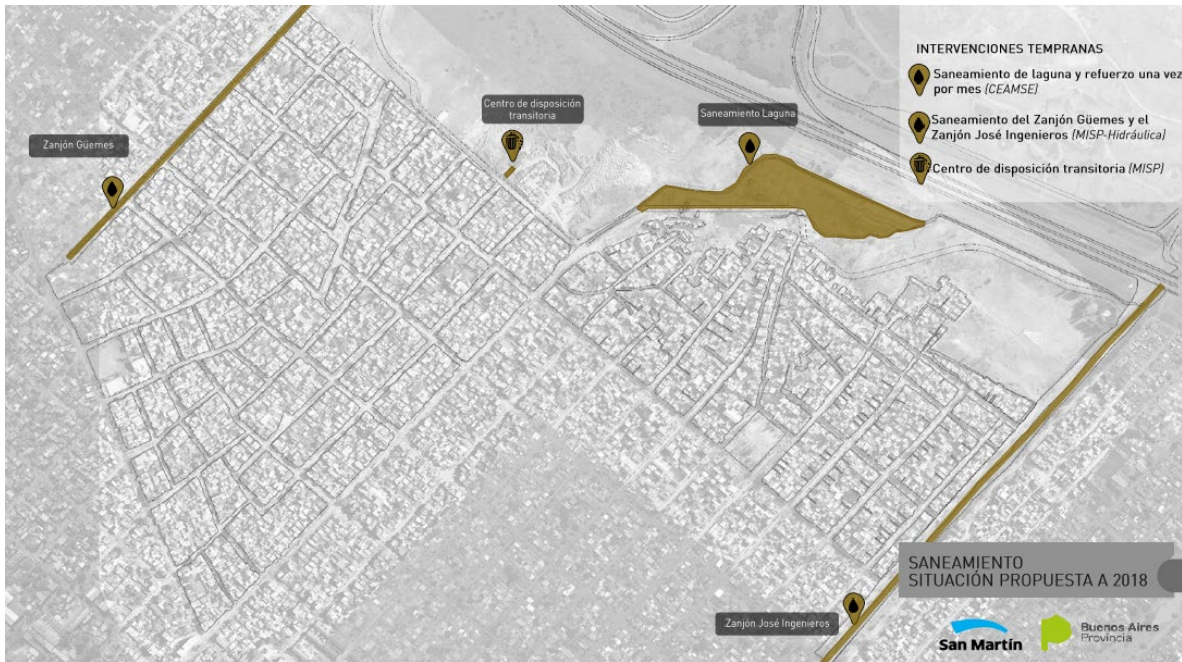 INTERVENCIONES TEMPRANAS
Saneamiento de laguna y refuerzo una vez
por mes (CEAMSE)
Saneamiento del Zanjón Güemes y el
Zanjón José Ingenieros (MISP-Hidráulica)
Centro de disposición transitoria (MISP)
Centro de disposición
transitoria
Saneamiento Laguna
Zanjón Güemes
Zanjón José Ingenieros
SANEAMIENTO
SITUACIÓN PROPUESTA A 2018
San Martín
Buenos Aires
Provincia